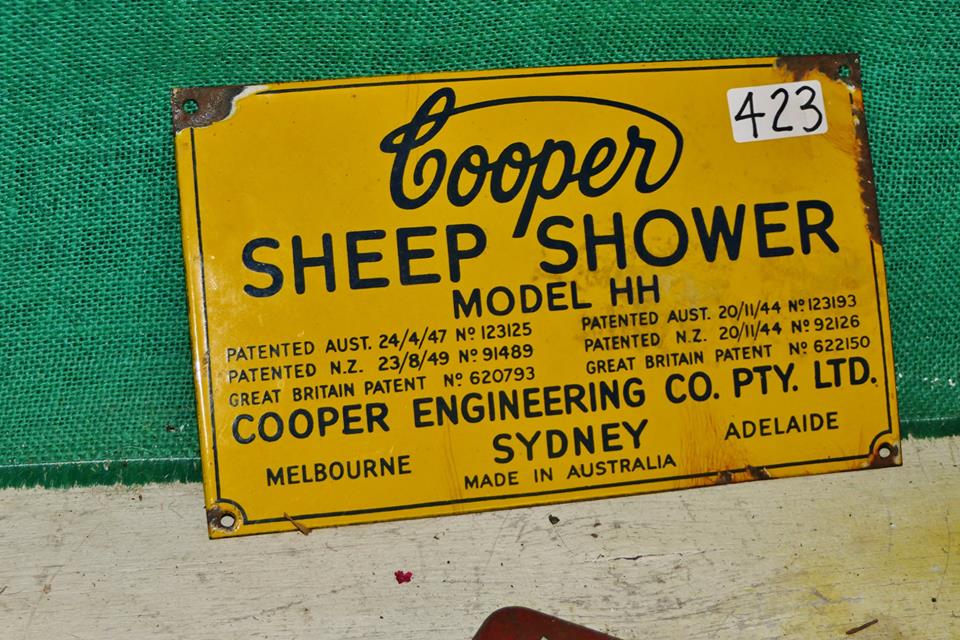 423
Cooper
SHEEP SHOWER
MODEL HH
PATENTED AUST. 24/4/47 Nº 123125
PATENTED N.Z. 23/8/49 Nº 91489
GREAT BRITAIN PATENT Nº 620793
PATENTED AUST. 20/11/44 Nº 123193
PATENTED N.Z. 20/11/44 Nº 92126
GREAT BRITAIN PATENT Nº 622150
COOPER ENGINEERING CO. PTY. LTD.
MELBOURNE SYDNEY ADELAIDE
MADE IN AUSTRALIA